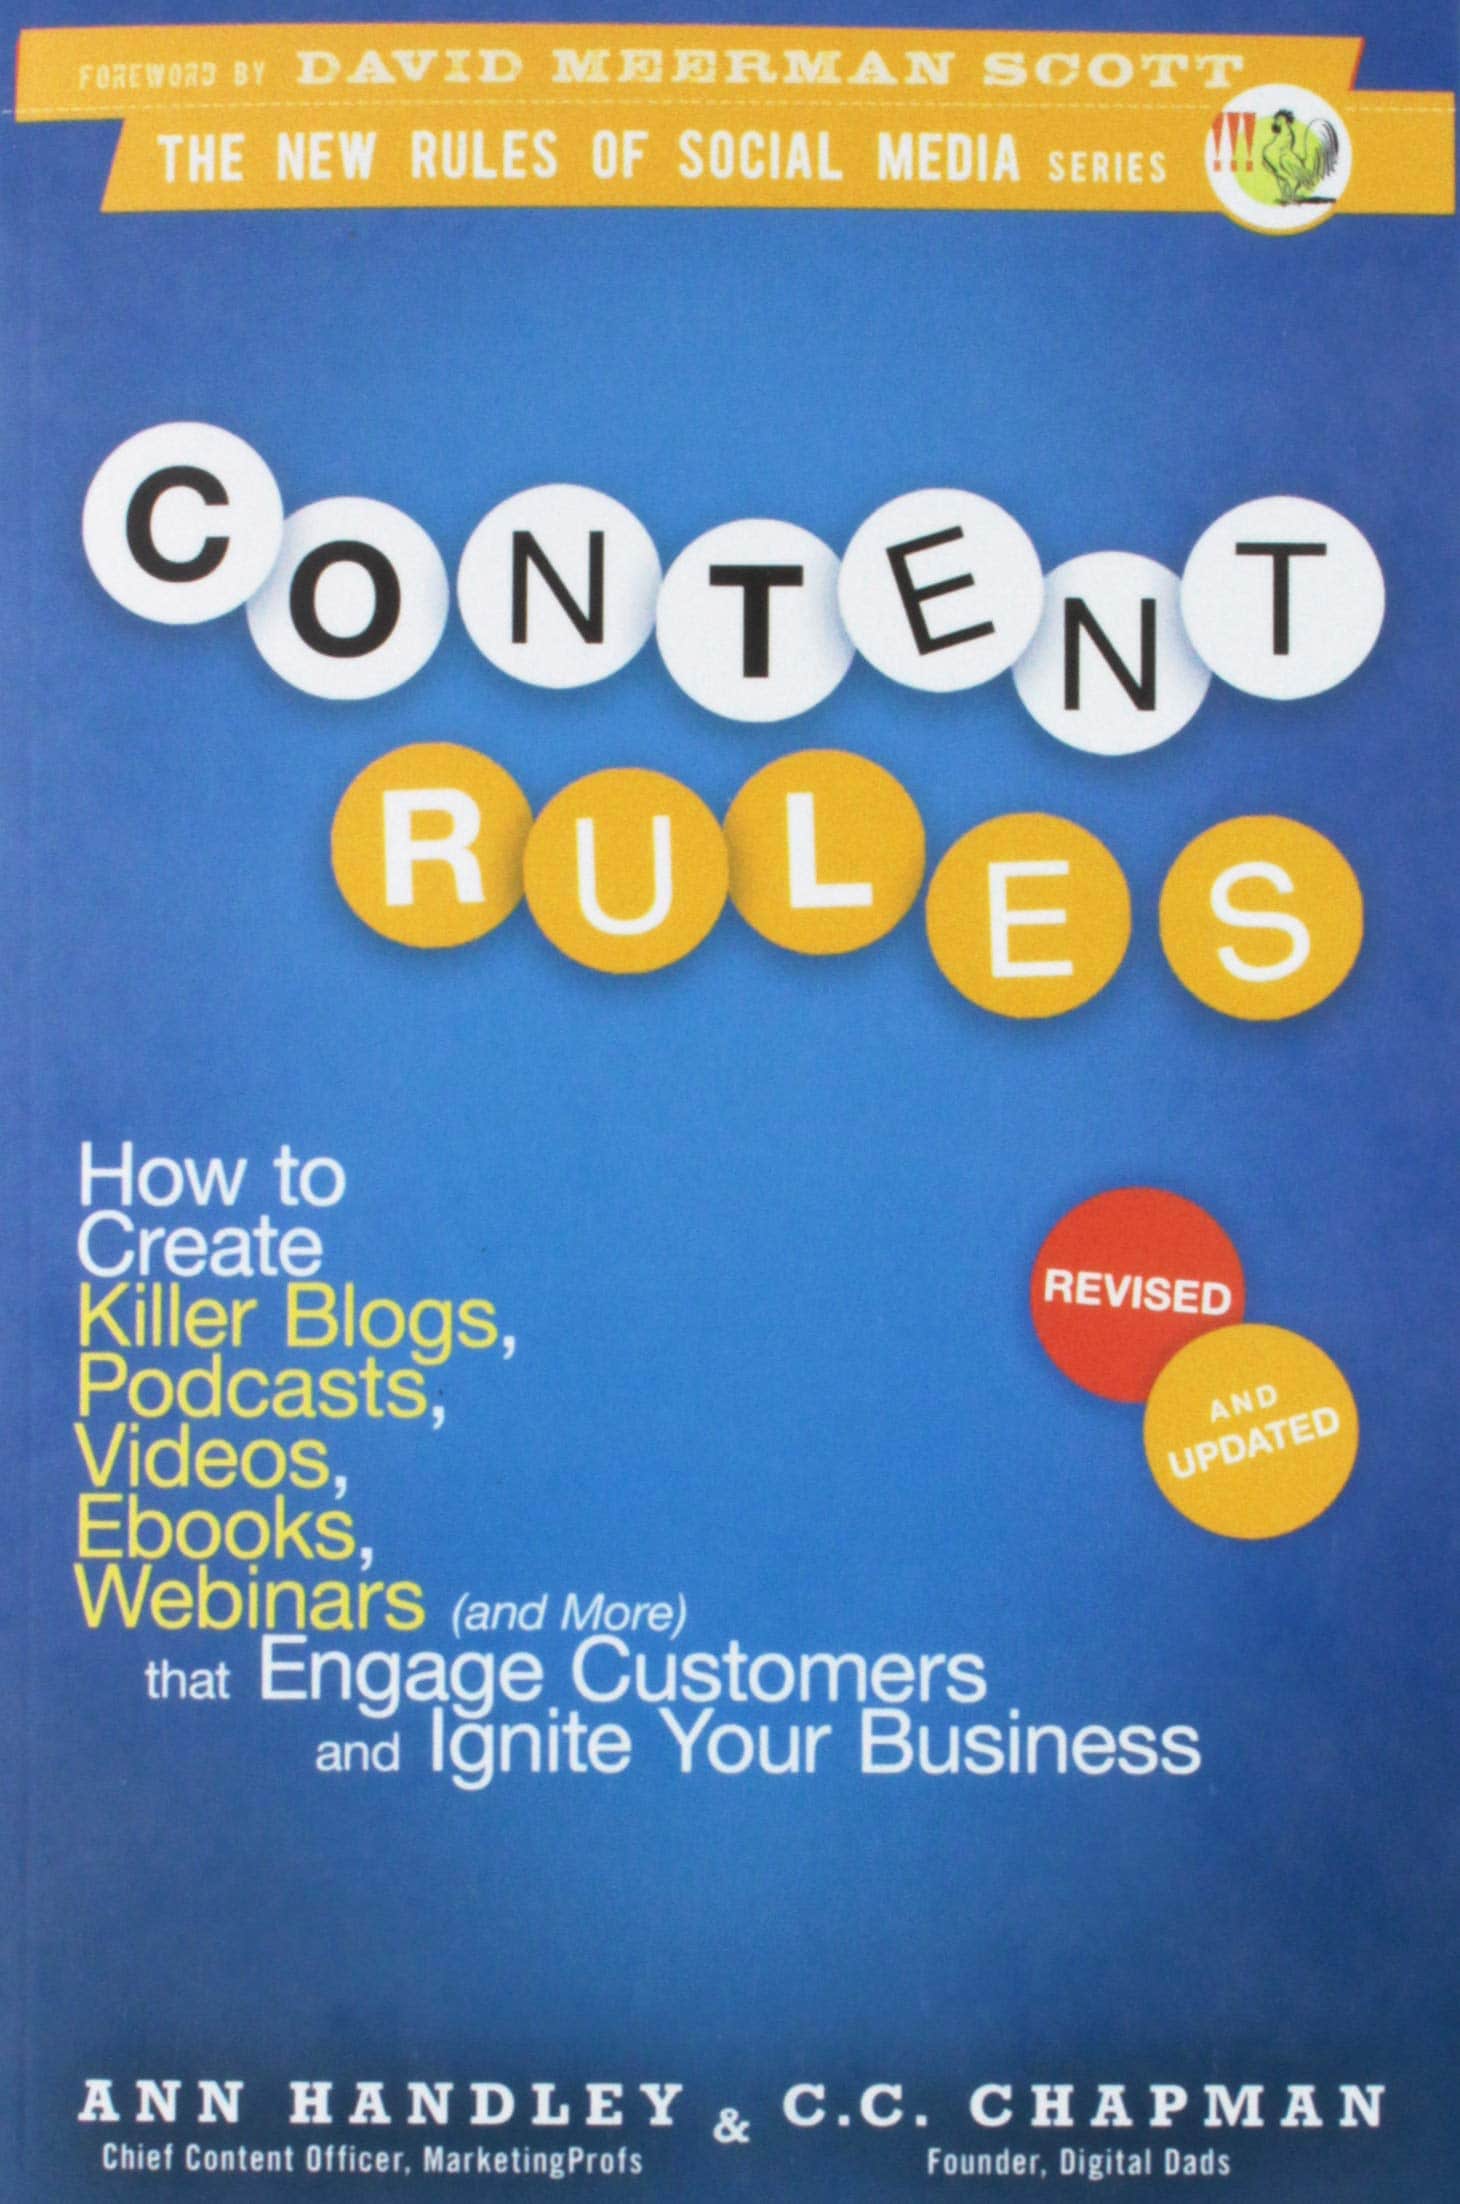 FOREWORD BY DAVID MEERMAN SCOTT
THE NEW RULES OF SOCIAL MEDIA SERIES
!!!
CONTENT
RULES
How to
Create
Killer Blogs,
Podcasts,
Videos,
Ebooks,
Webinars (and More)
that Engage Customers
and Ignite Your Business
REVISED
AND
UPDATED
ANN HANDLEY & C.C. CHAPMAN
Chief Content Officer, MarketingProfs
Founder, Digital Dads